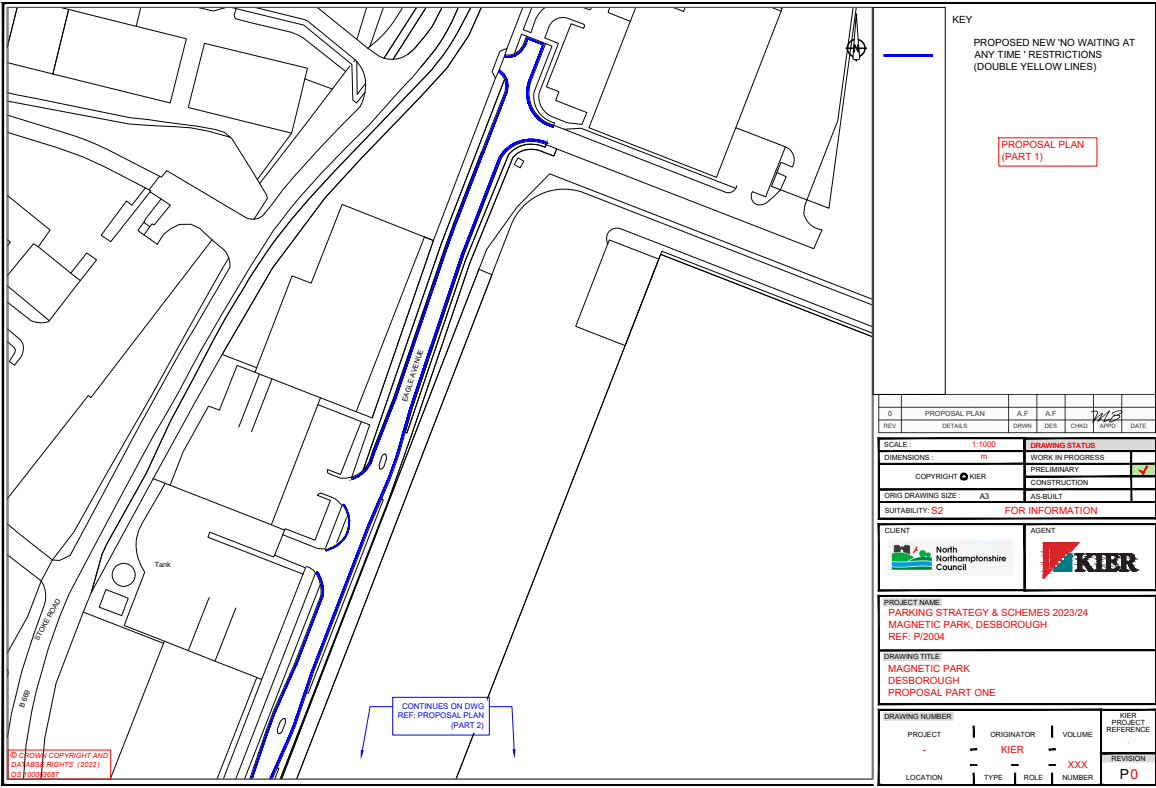 KEY
PROPOSED NEW 'NO WAITING AT
ANY TIME ' RESTRICTIONS
(DOUBLE YELLOW LINES)
N
PROPOSAL PLAN
(PART 1)
EAGLE AVENUE
Tank
STOKE ROAD
B 669
CONTINUES ON DWG
REF: PROPOSAL PLAN
(PART 2)
© CROWN COPYRIGHT AND
DATABSE RIGHTS (2022)
OS 100063687
0 PROPOSAL PLAN A.F A.F MB
REV DETAILS DRWN DES CHKD APPD DATE
SCALE : 1:1000
DIMENSIONS : m
COPYRIGHT KIER
ORIG DRAWING SIZE : A3
DRAWING STATUS
WORK IN PROGRESS
PRELIMINARY
CONSTRUCTION
AS-BUILT
SUITABILITY: S2 FOR INFORMATION
CLIENT
North
Northamptonshire
Council
AGENT
KIER
PROJECT NAME
PARKING STRATEGY & SCHEMES 2023/24
MAGNETIC PARK, DESBOROUGH
REF: P/2004
DRAWING TITLE
MAGNETIC PARK
DESBOROUGH
PROPOSAL PART ONE
DRAWING NUMBER
PROJECT ORIGINATOR VOLUME
- KIER
XXX
LOCATION TYPE ROLE NUMBER
KIER
PROJECT
REFERENCE
-
REVISION
P0